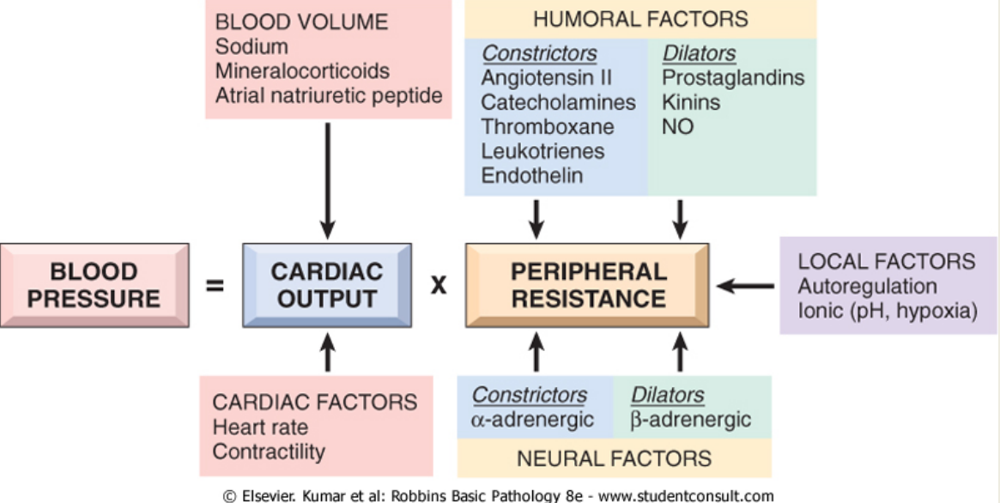 BLOOD VOLUME
Sodium
Mineralocorticoids
Atrial natriuretic peptide
HUMORAL FACTORS
Constrictors
Angiotensin II
Catecholamines
Thromboxane
Leukotrienes
Endothelin
Dilators
Prostaglandins
Kinins
NO
BLOOD
PRESSURE
=
CARDIAC
OUTPUT
x
PERIPHERAL
RESISTANCE
LOCAL FACTORS
Autoregulation
Ionic (pH, hypoxia)
CARDIAC FACTORS
Heart rate
Contractility
Constrictors
α-adrenergic
Dilators
β-adrenergic
NEURAL FACTORS
© Elsevier. Kumar et al: Robbins Basic Pathology 8e - www.studentconsult.com